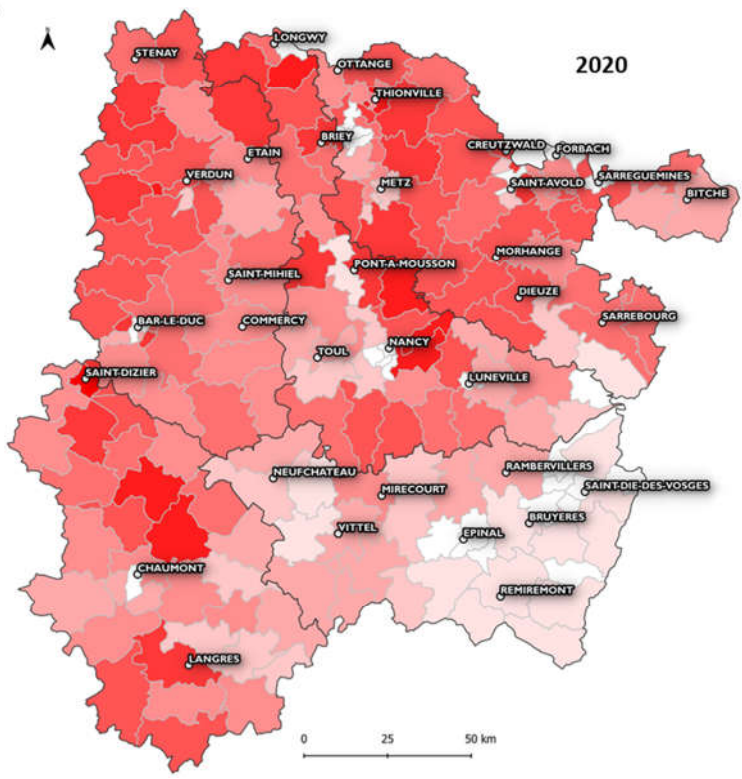 LONGWY
STENAY
OTTANGE
2020
THIONVILLE
BRIEY
CREUTZWALD
FORBACH
ETAIN
VERDUN
METZ
SAINT-AVOLD
SARREGUEMINES
BITCHE
MORHANGE
PONT-A-MOUSSON
SAINT-MIHIEL
DIEUZE
BAR-LE-DUC
COMMERCY
SARREBOURG
NANCY
TOUL
SAINT-DIZIER
LUNEVILLE
NEUFCHATEAU
RAMBERVILLERS
MIRECOURT
SAINT-DIE-DES-VOSGES
BRUYERES
VITTEL
EPINAL
CHAUMONT
REMIREMONT
LANGRES
0 25 50 km